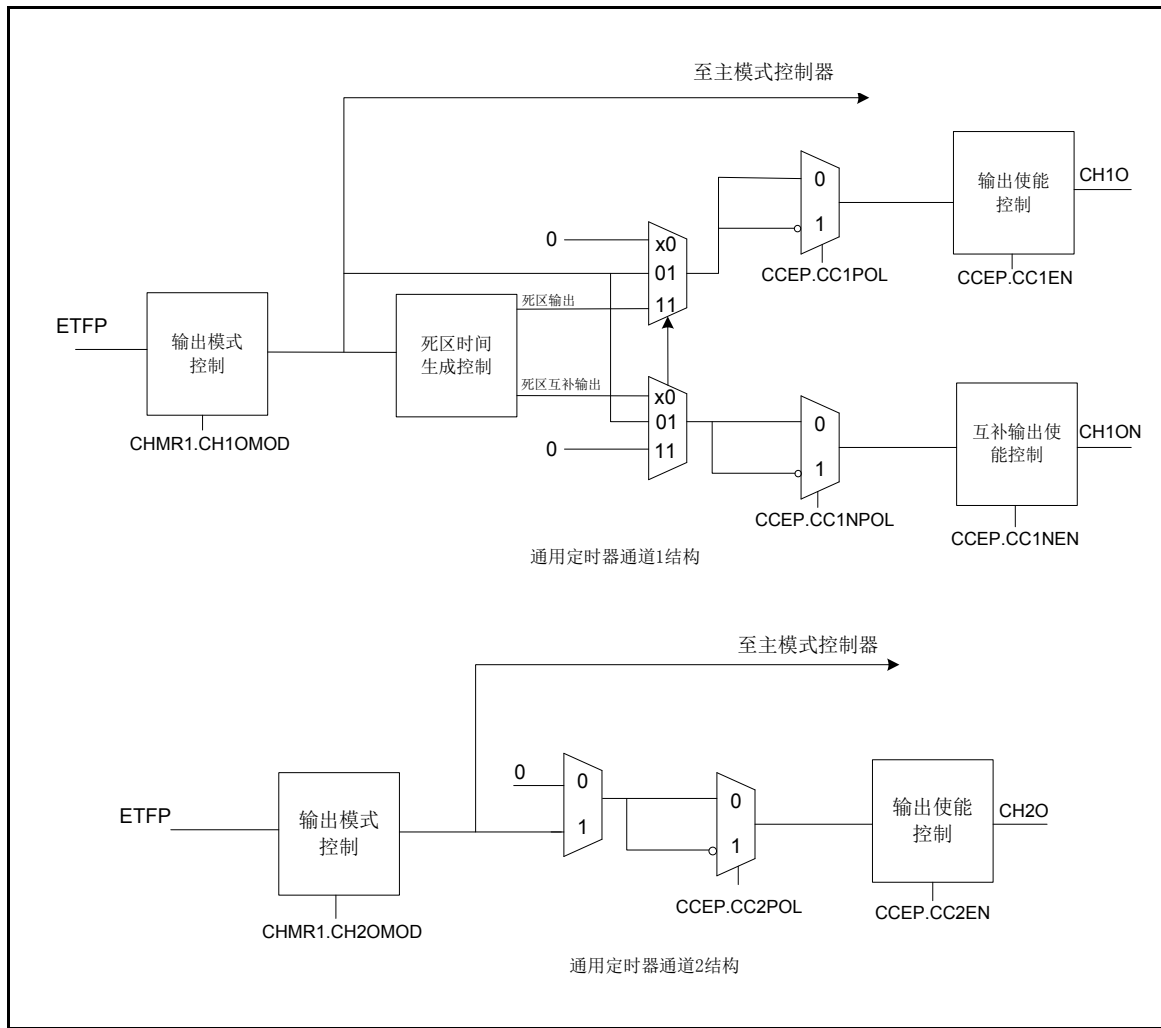 至主模式控制器
ETFP
输出模式
控制
CHMR1.CH1OMOD
死区时间
生成控制
死区输出
死区互补输出
0
x0
01
11
x0
01
11
0
0
1
CCEP.CC1POL
输出使能
控制
CH1O
CCEP.CC1EN
0
1
CCEP.CC1NPOL
互补输出使
能控制
CH1ON
CCEP.CC1NEN
通用定时器通道1结构
至主模式控制器
ETFP
输出模式
控制
CHMR1.CH2OMOD
0
0
1
0
1
CCEP.CC2POL
输出使能
控制
CH2O
CCEP.CC2EN
通用定时器通道2结构